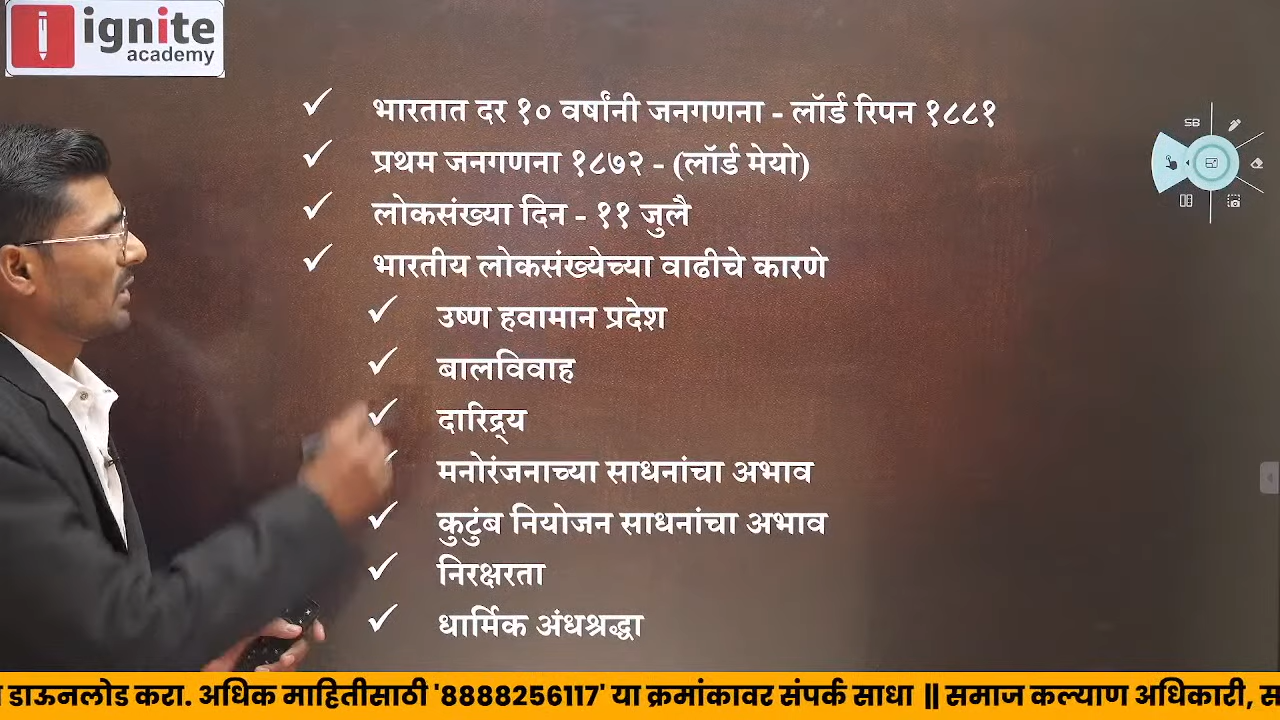 ignite
academy
भारतात दर १० वर्षांनी जनगणना - लॉर्ड रिपन १८८१
प्रथम जनगणना १८७२ - (लॉर्ड मेयो)
लोकसंख्या दिन - ११ जुलै
भारतीय लोकसंख्येच्या वाढीचे कारणे
उष्ण हवामान प्रदेश
बालविवाह
दारिद्र्य
मनोरंजनाच्या साधनांचा अभाव
कुटुंब नियोजन साधनांचा अभाव
निरक्षरता
धार्मिक अंधश्रद्धा
SB
डाऊनलोड करा. अधिक माहितीसाठी '8888256117' या क्रमांकावर संपर्क साधा || समाज कल्याण अधिकारी,